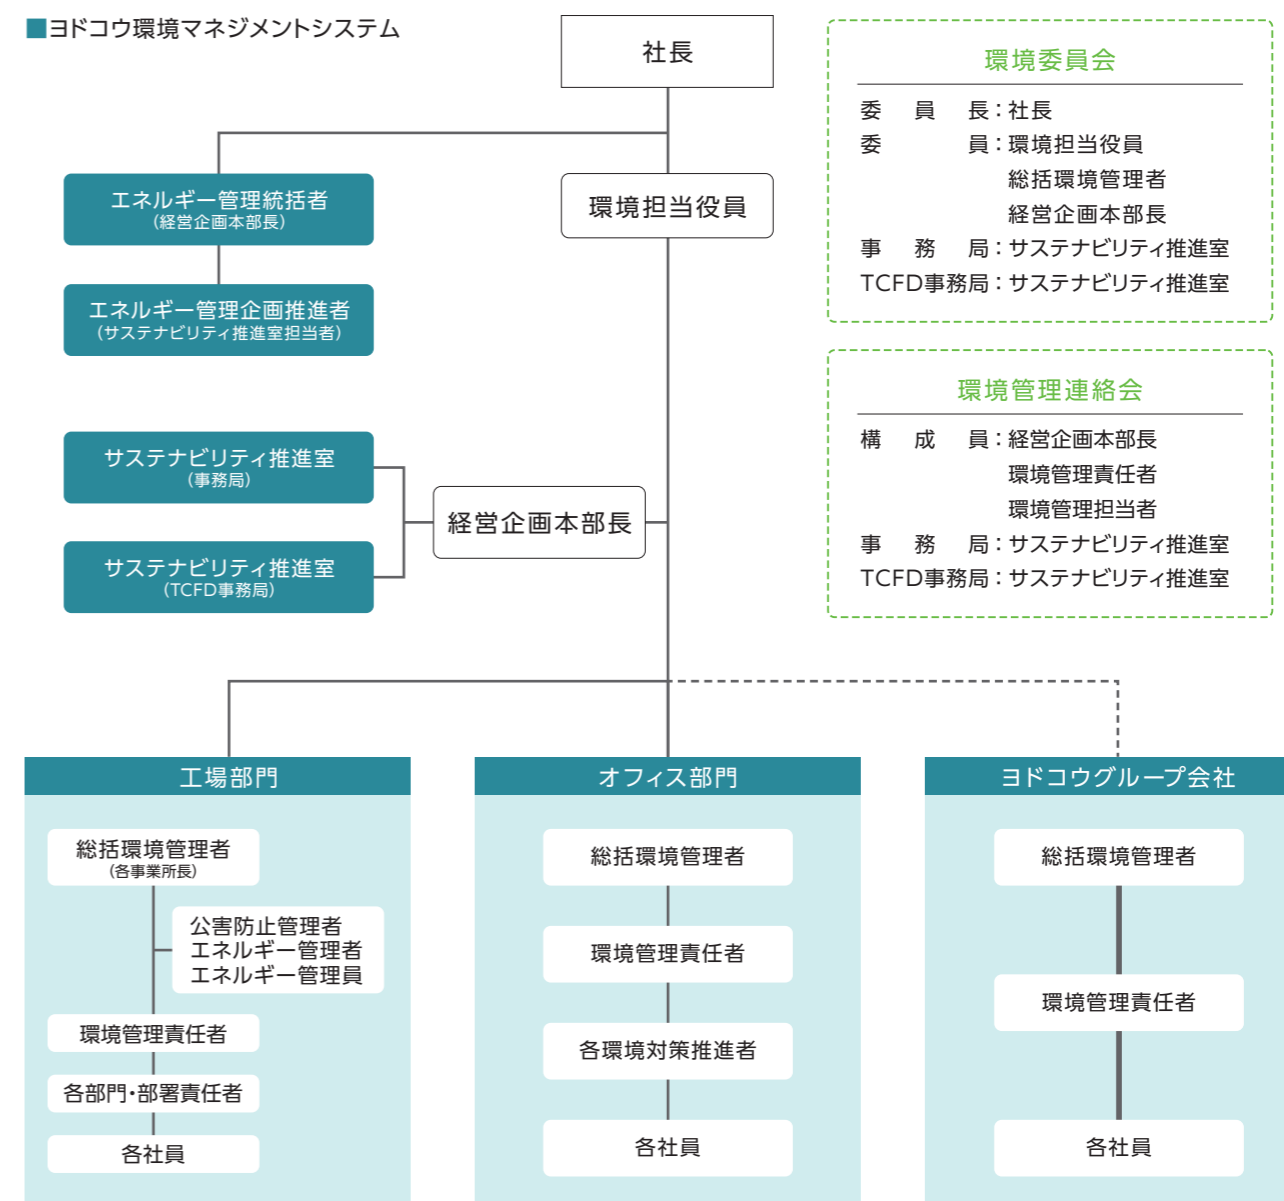 ■ヨドコウ環境マネジメントシステム
社長
エネルギー管理統括者
(経営企画本部長)
環境担当役員
エネルギー管理企画推進者
(サステナビリティ推進室担当者)
サステナビリティ推進室
(事務局)
経営企画本部長
サステナビリティ推進室
(TCFD事務局)
環境委員会
委員長:社長
委員:環境担当役員
総括環境管理者
経営企画本部長
事務局:サステナビリティ推進室
TCFD事務局:サステナビリティ推進室
環境管理連絡会
構成員:経営企画本部長
環境管理責任者
環境管理担当者
事務局:サステナビリティ推進室
TCFD事務局:サステナビリティ推進室
工場部門
総括環境管理者
(各事業所長)
公害防止管理者
エネルギー管理者
エネルギー管理員
環境管理責任者
各部門・部署責任者
各社員
オフィス部門
総括環境管理者
環境管理責任者
各環境対策推進者
各社員
ヨドコウグループ会社
総括環境管理者
環境管理責任者
各社員